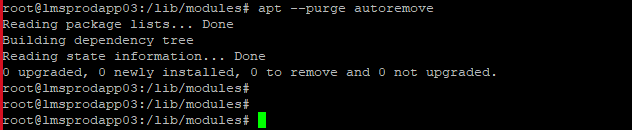 root@lmsprodapp03:/lib/modules# apt --purge autoremove
Reading package lists... Done
Building dependency tree
Reading state information... Done
0 upgraded, 0 newly installed, 0 to remove and 0 not upgraded.
root@lmsprodapp03:/lib/modules#
root@lmsprodapp03:/lib/modules#
root@lmsprodapp03:/lib/modules#